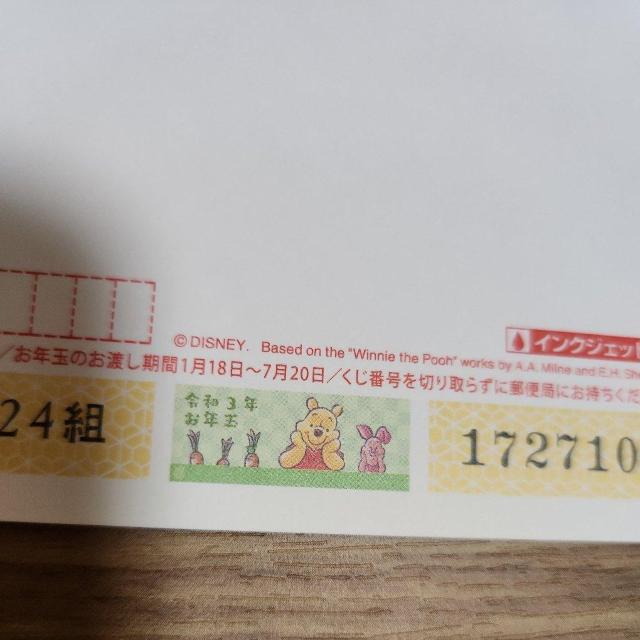 インクジェット
©DISNEY. Based on the "Winnie the Pooh" works by A.A. Milne and E.H. She
/お年玉のお渡し期間1月18日〜7月20日/くじ番号を切り取らずに郵便局にお持ちくだ
24組
令和3年
お年玉
172710